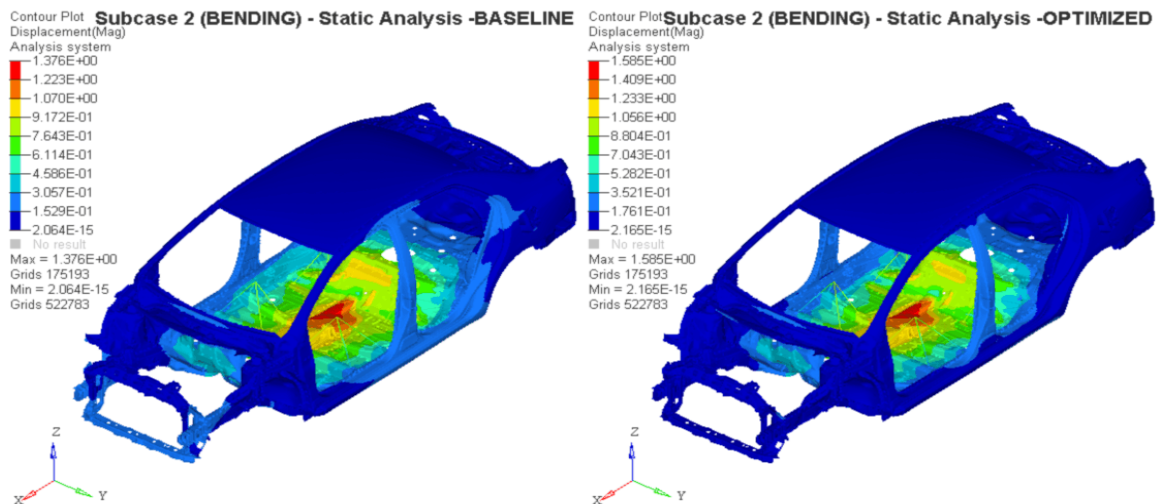 Subcase 2 (BENDING) - Static Analysis -BASELINE
Contour Plot
Displacement(Mag)
Analysis system
1.376E+00
1.223E+00
1.070E+00
9.172E-01
7.643E-01
6.114E-01
4.586E-01
3.057E-01
1.529E-01
2.064E-15
No result
Max = 1.376E+00
Grids 175193
Min = 2.064E-15
Grids 522783
Z
X
Y
Subcase 2 (BENDING) - Static Analysis -OPTIMIZED
Contour Plot
Displacement(Mag)
Analysis system
1.585E+00
1.409E+00
1.233E+00
1.056E+00
8.804E-01
7.043E-01
5.282E-01
3.521E-01
1.761E-01
2.165E-15
No result
Max = 1.585E+00
Grids 175193
Min = 2.165E-15
Grids 522783
Z
X
Y